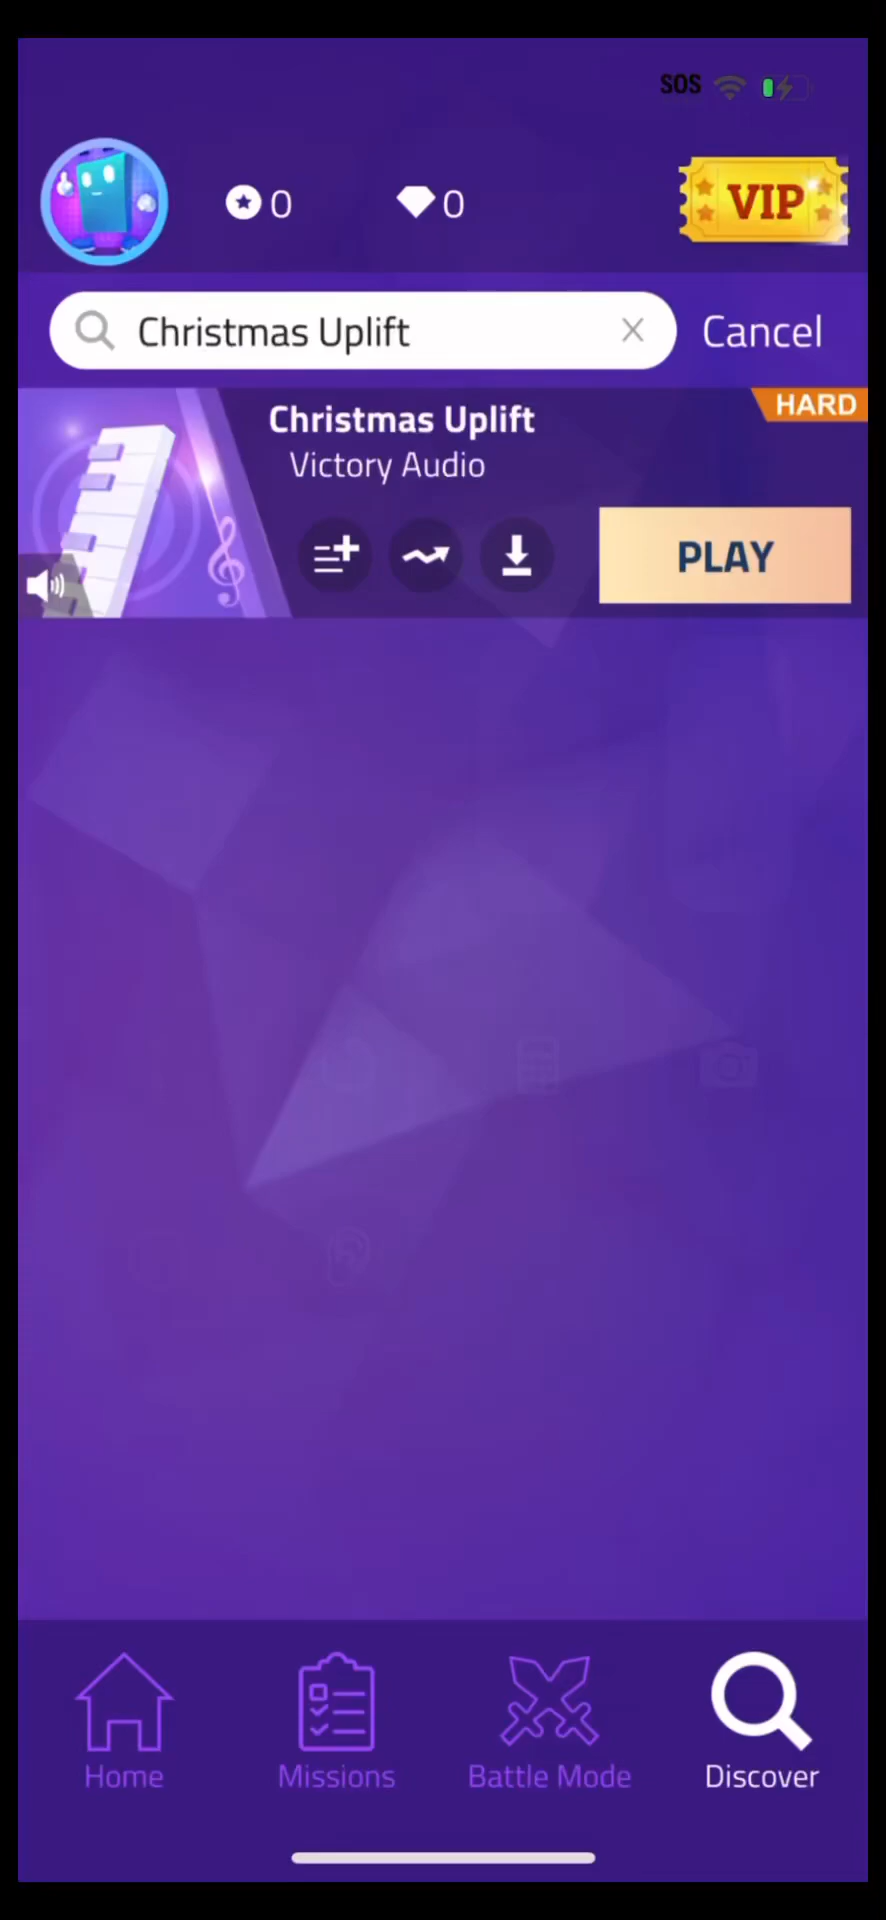 SOS
0
0
VIP
Christmas Uplift
Cancel
Christmas Uplift
HARD
Victory Audio
PLAY
Home
Missions
Battle Mode
Discover